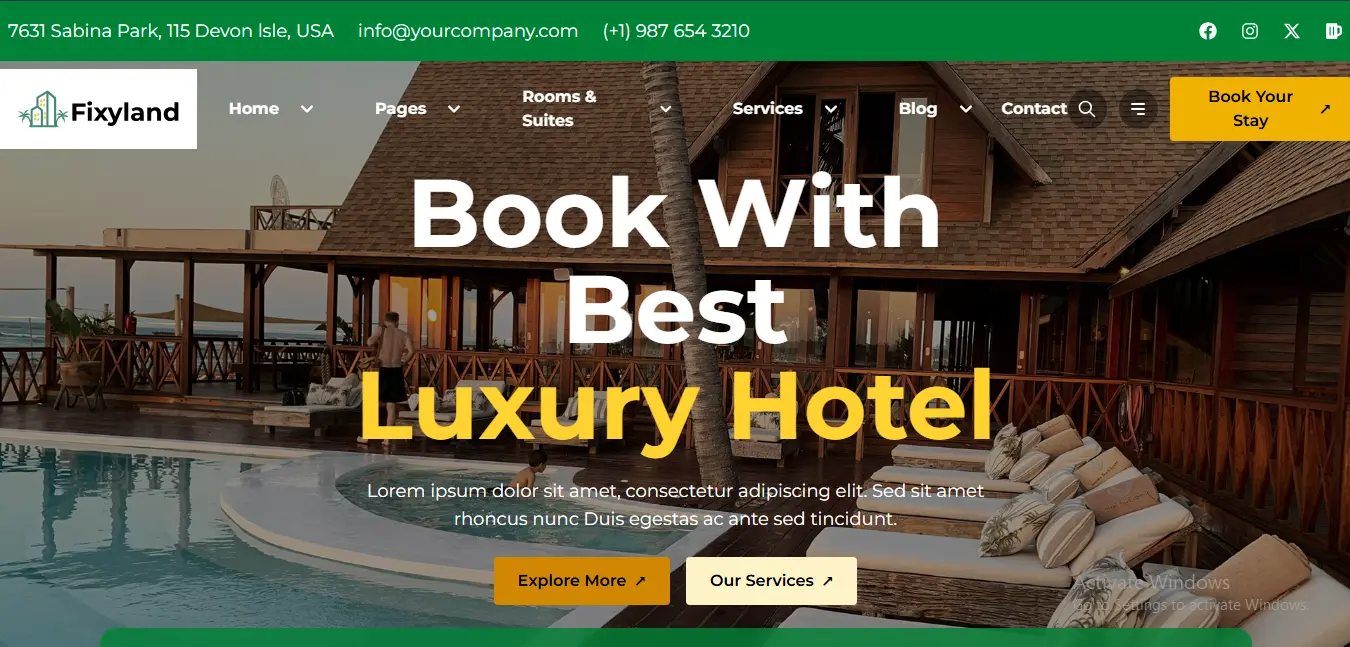 7631 Sabina Park, 115 Devon Isle, USA info@yourcompany.com (+1) 987 654 3210
Fixyland
Home Pages Rooms & Suites Services Blog Contact
Book Your Stay ↗
Book With
Best
Luxury Hotel
Lorem ipsum dolor sit amet, consectetur adipiscing elit. Sed sit amet
rhoncus nunc Duis egestas ac ante sed tincidunt.
Explore More ↗ Our Services ↗
Activate Windows
Go to Settings to activate Windows.